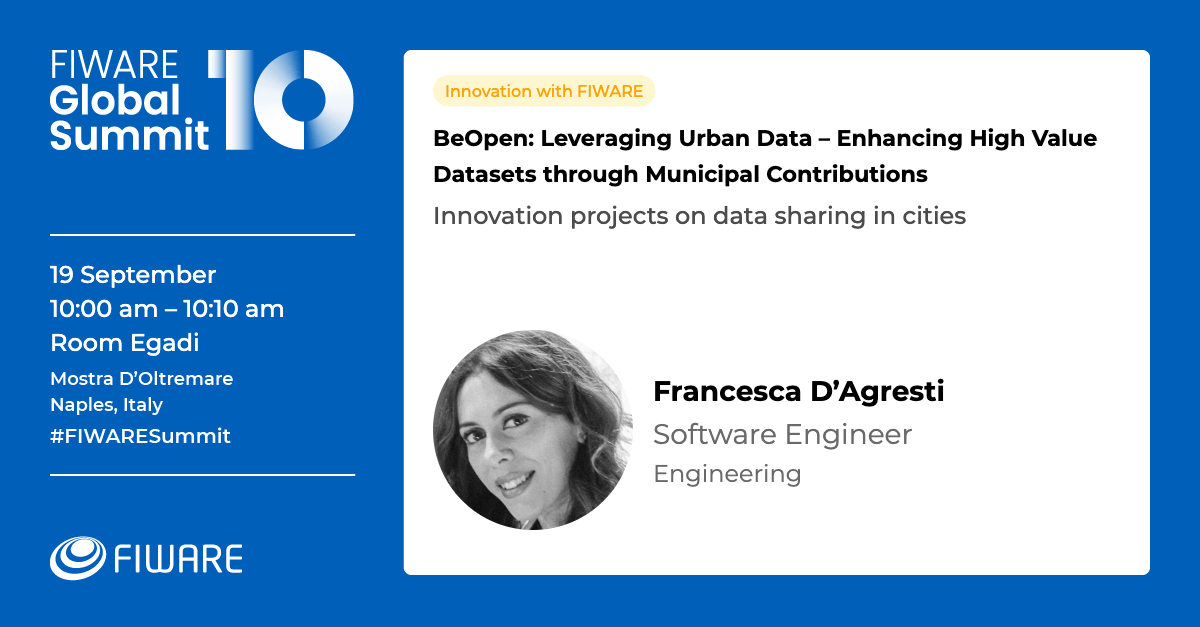 FIWARE
Global
Summit
10
19 September
10:00 am – 10:10 am
Room Egadi
Mostra D’Oltremare
Naples, Italy
#FIWARESummit
FIWARE
Innovation with FIWARE
BeOpen: Leveraging Urban Data – Enhancing High Value
Datasets through Municipal Contributions
Innovation projects on data sharing in cities
Francesca D’Agresti
Software Engineer
Engineering